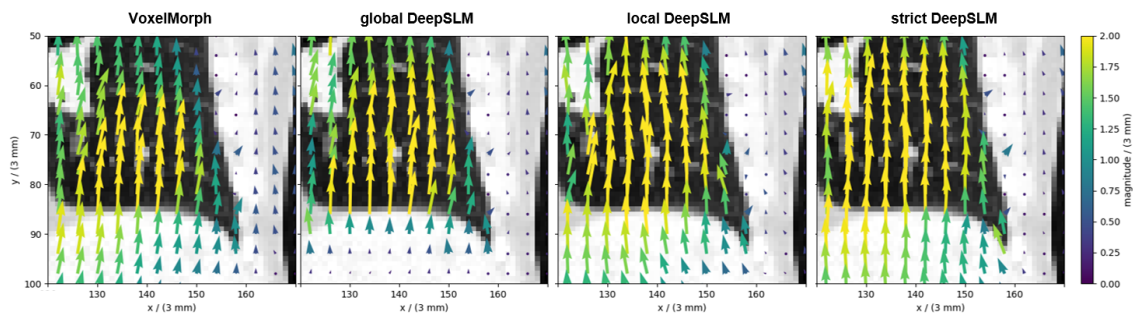 VoxelMorph
global DeepSLM
local DeepSLM
strict DeepSLM
50
60
70
80
90
100
y / (3 mm)
130 140 150 160
130 140 150 160
130 140 150 160
130 140 150 160
x / (3 mm)
x / (3 mm)
x / (3 mm)
x / (3 mm)
2.00
1.75
1.50
1.25
1.00
0.75
0.50
0.25
0.00
magnitude / (3 mm)